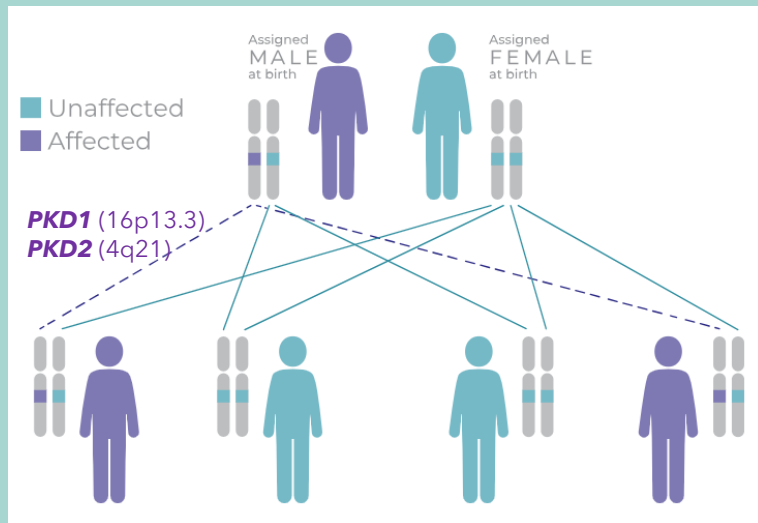 Assigned
MALE
at birth
Assigned
FEMALE
at birth
Unaffected
Affected
PKD1 (16p13.3)
PKD2 (4q21)